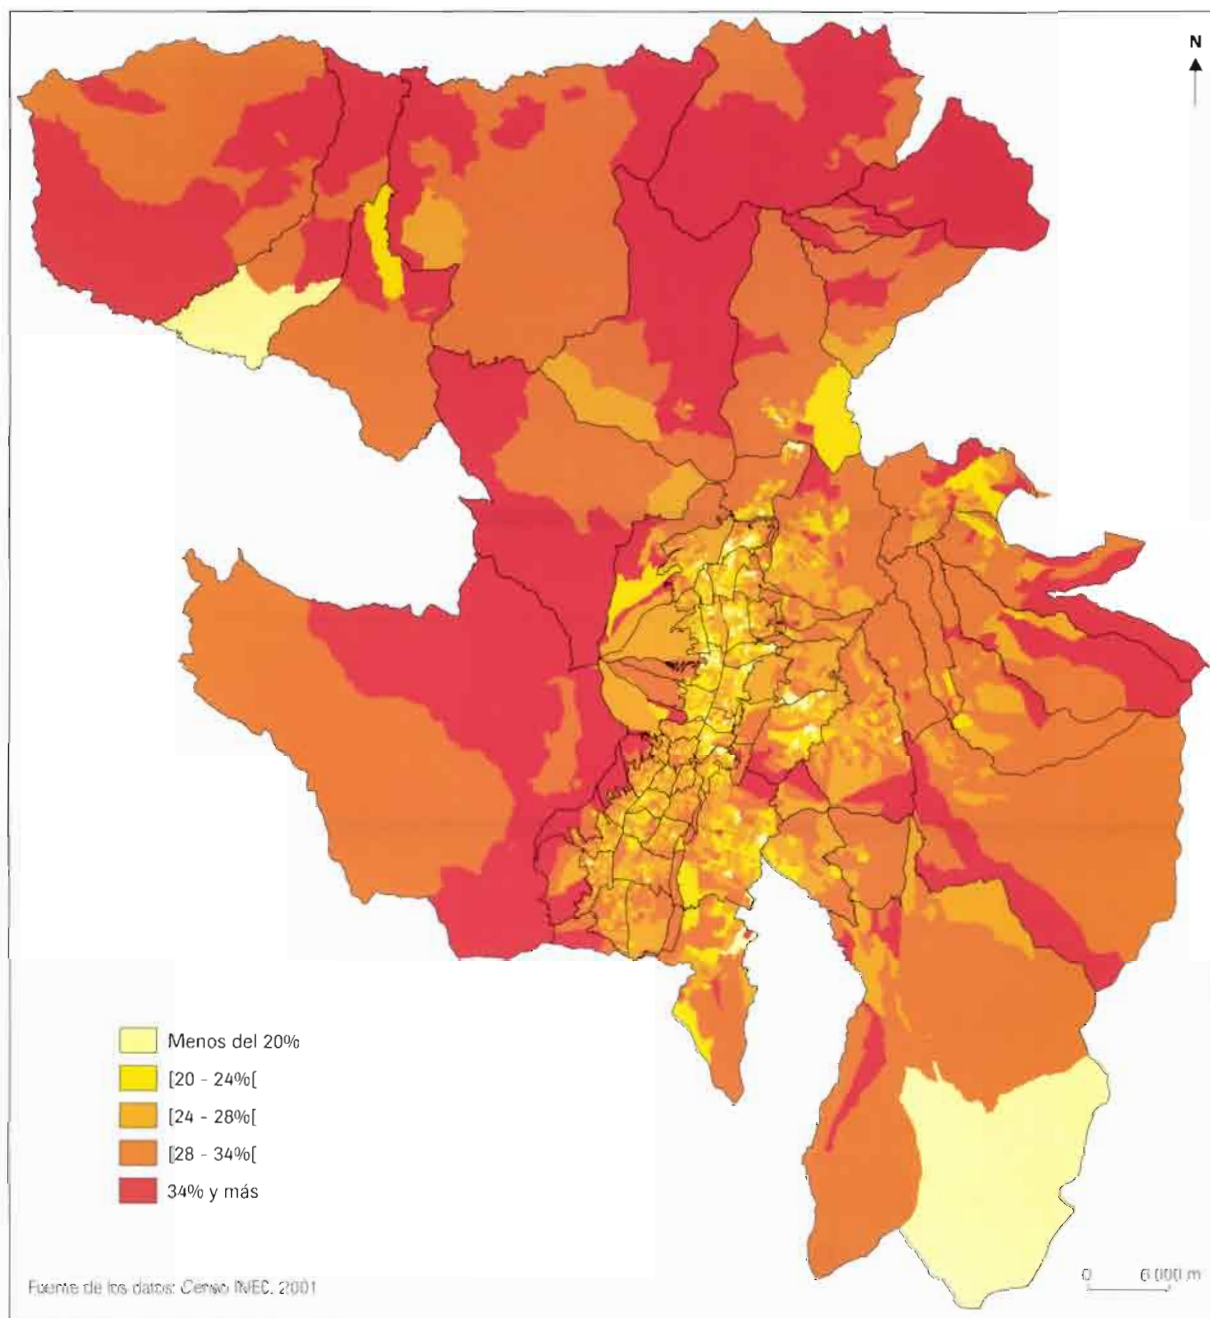 N
Menos del 20%
[20 - 24%[
[24 - 28%[
[28 - 34%[
34% y más
Fuente de los datos: Censo INEC, 2001
0 6 000 m